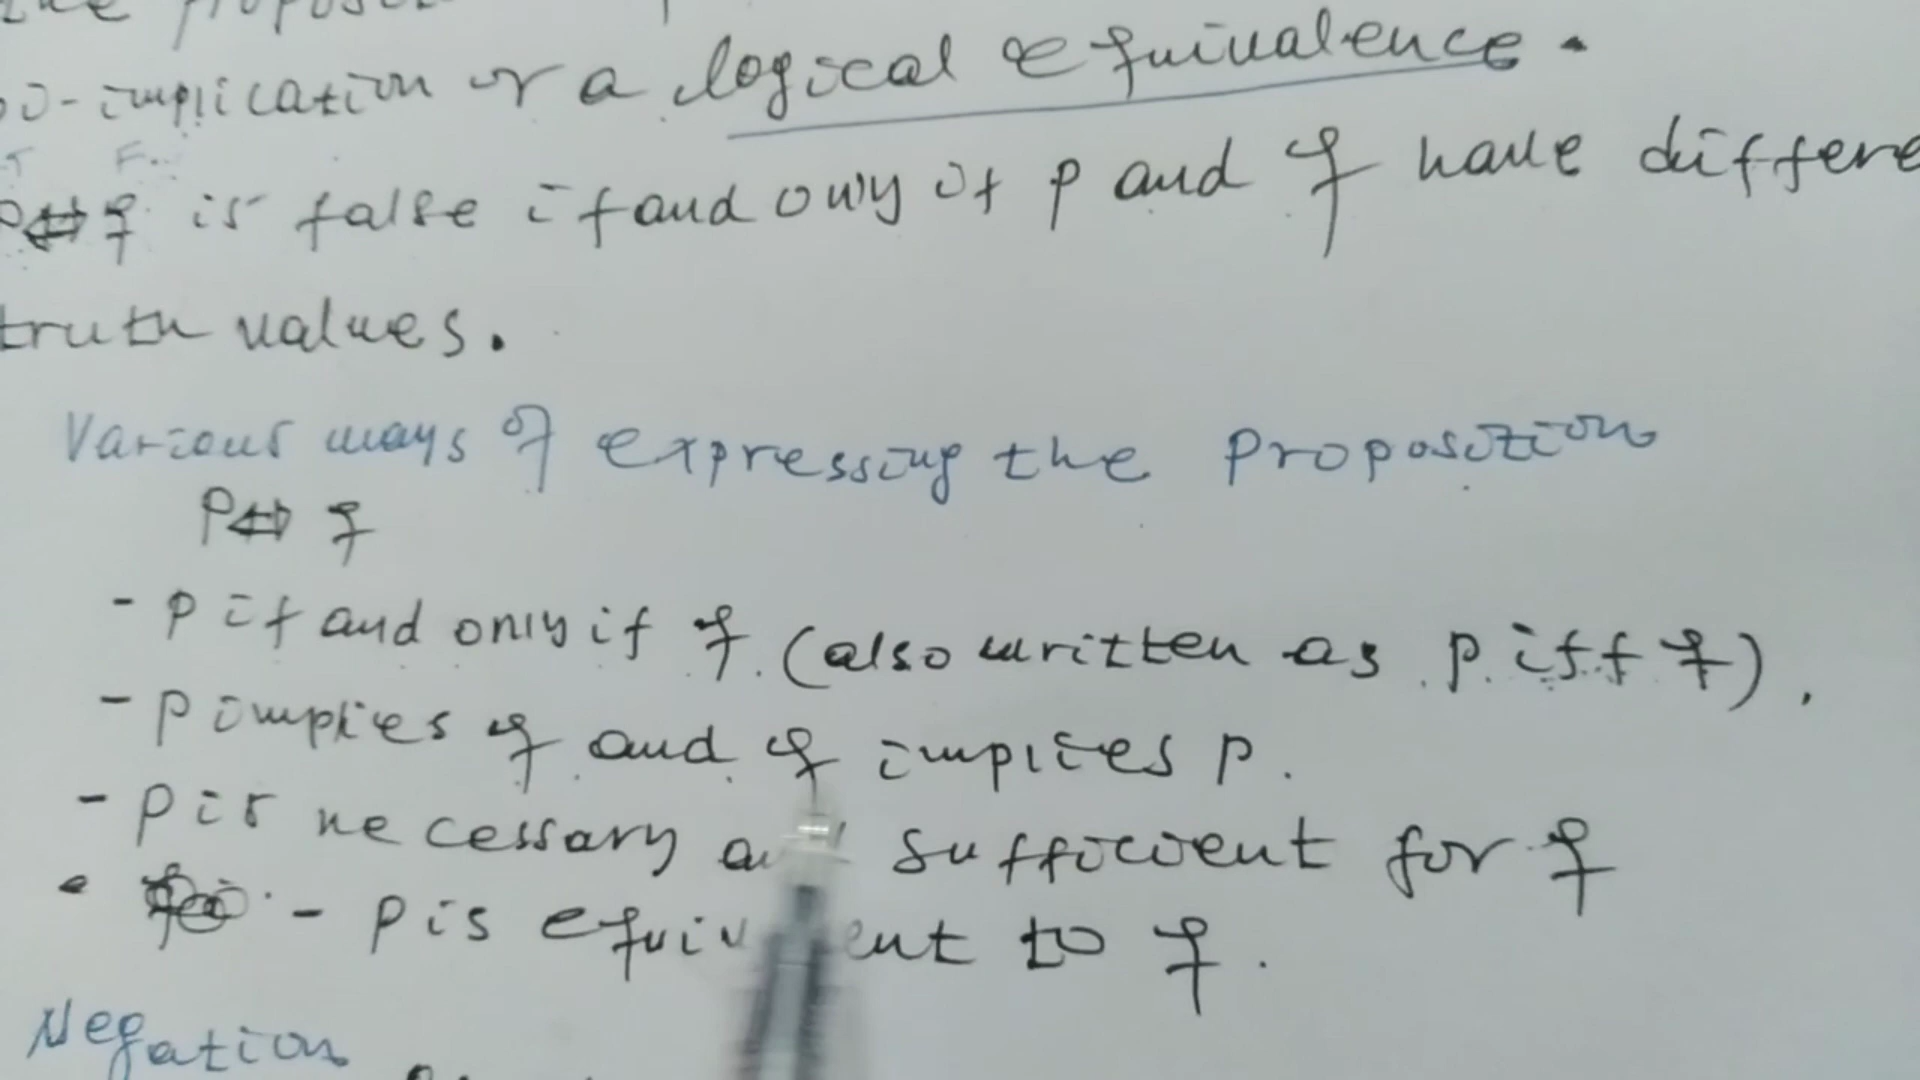 the propos
-implication or a logical equivalence.
T F
P⇔q is false if and only if p and q have differe
truth values.
Various ways of expressing the proposition
P⇔q
- p if and only if q. (also written as p iff q).
- p implies q and q implies p.
- p is necessary a sufficient for q
- p is equiv ent to q.
Negation